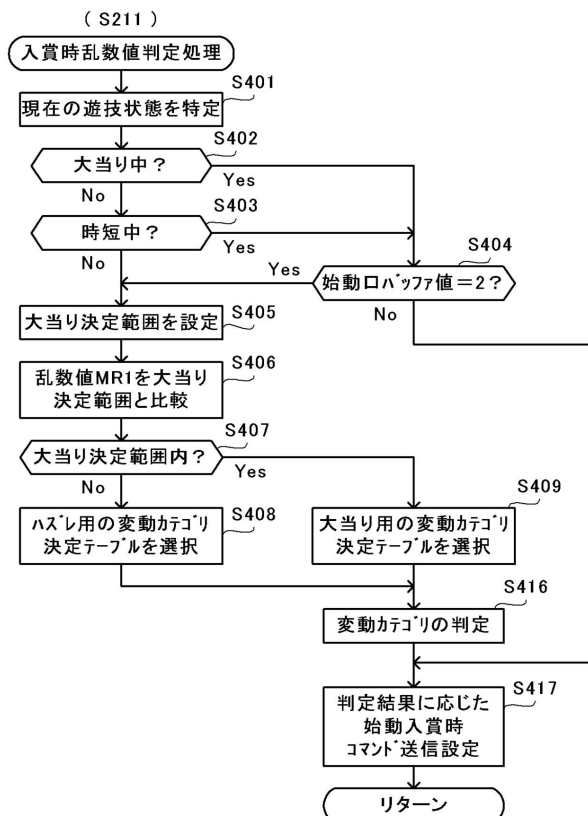 ( S211 )
入賞時乱数値判定処理
S401
現在の遊技状態を特定
S402
大当り中?
Yes
No
S403
時短中?
Yes
No
S404
始動口バッファ値=2?
Yes
No
大当り決定範囲を設定
S405
乱数値MR1を大当り
決定範囲と比較
S406
S407
大当り決定範囲内?
Yes
No
ハズレ用の変動カテゴリ
決定テーブルを選択
S408
S409
大当り用の変動カテゴリ
決定テーブルを選択
S416
変動カテゴリの判定
S417
判定結果に応じた
始動入賞時
コマンド送信設定
リターン